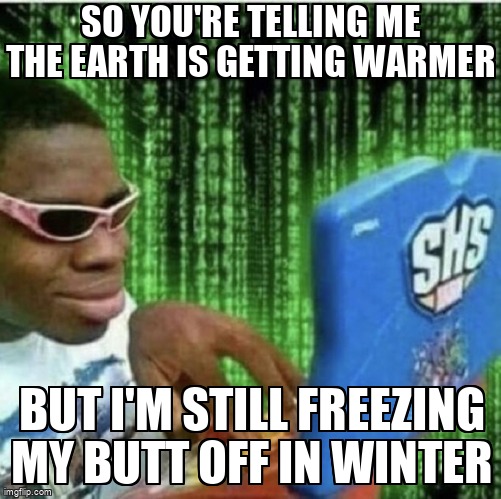 SO YOU'RE TELLING ME
THE EARTH IS GETTING WARMER
SHS
BUT I'M STILL FREEZING
MY BUTT OFF IN WINTER
imgflip.com